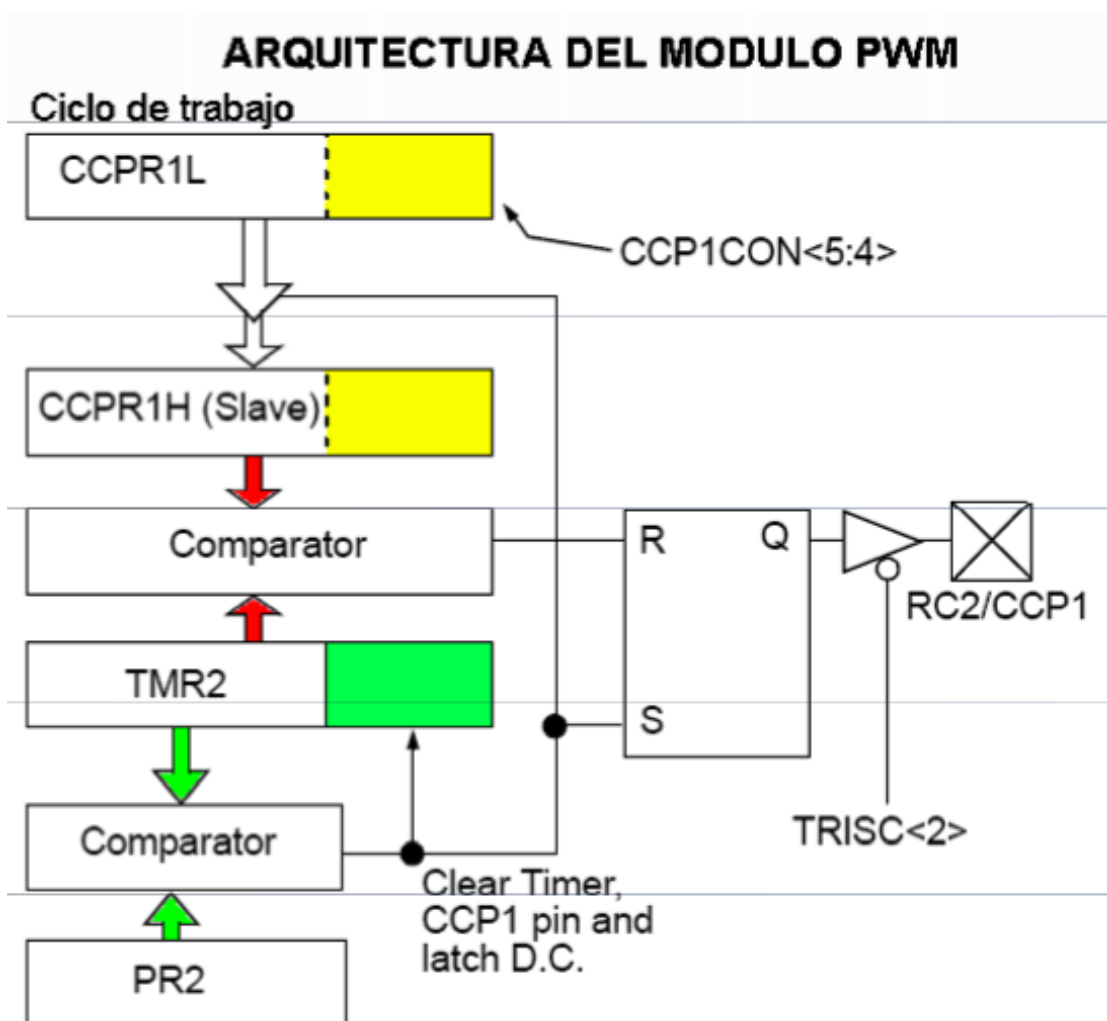 ARQUITECTURA DEL MODULO PWM
Ciclo de trabajo
CCPR1L
CCP1CON<5:4>
CCPR1H (Slave)
Comparator
R
Q
RC2/CCP1
TMR2
S
TRISC<2>
Comparator
Clear Timer,
CCP1 pin and
latch D.C.
PR2